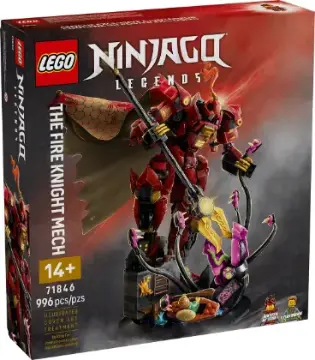 LEGO
NINJAGO
LEGENDS
THE FIRE KNIGHT MECH
14+
71846
996 pcs/pzs